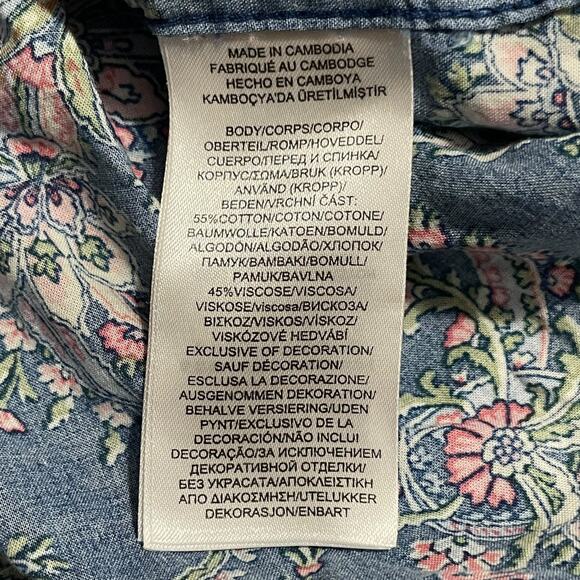 MADE IN CAMBODIA
FABRIQUÉ AU CAMBODGE
HECHO EN CAMBOYA
KAMBOÇYA'DA ÜRETİLMİŞTİR
BODY/CORPS/CORPO/
OBERTEIL/ROMP/HOVEDDEL/
CUERPO/ПЕРЕД И СПИНКА/
КОРПУС/ΣΩΜΑ/BRUK (KROPP)/
ANVÄND (KROPP)/
BEDEN/VRCHNÍ ČÁST:
55%COTTON/COTON/COTONE/
BAUMWOLLE/KATOEN/BOMULD/
ALGODÓN/ALGODÃO/ХЛОПОК/
ПАМУК/ΒΑΜΒΑΚΙ/BOMULL/
PAMUK/BAVLNA
45%VISCOSE/VISCOSA/
VISKOSE/viscosa/ВИСКОЗА/
ΒΙΣΚΟΖ/VISKOS/VİSKOZ/
VISKÓZOVÉ HEDVÁBÍ
EXCLUSIVE OF DECORATION/
SAUF DÉCORATION/
ESCLUSA LA DECORAZIONE/
AUSGENOMMEN DEKORATION/
BEHALVE VERSIERING/UDEN
PYNT/EXCLUSIVO DE LA
DECORACIÓN/NÃO INCLUI
DECORAÇÃO/ЗА ИСКЛЮЧЕНИЕМ
ДЕКОРАТИВНОЙ ОТДЕЛКИ/
БЕЗ УКРАСАТА/ΑΠΟΚΛΕΙΣΤΙΚΗ
ΑΠΟ ΔΙΑΚΟΣΜΗΣΗ/UTELUKKER
DEKORASJON/ENBART